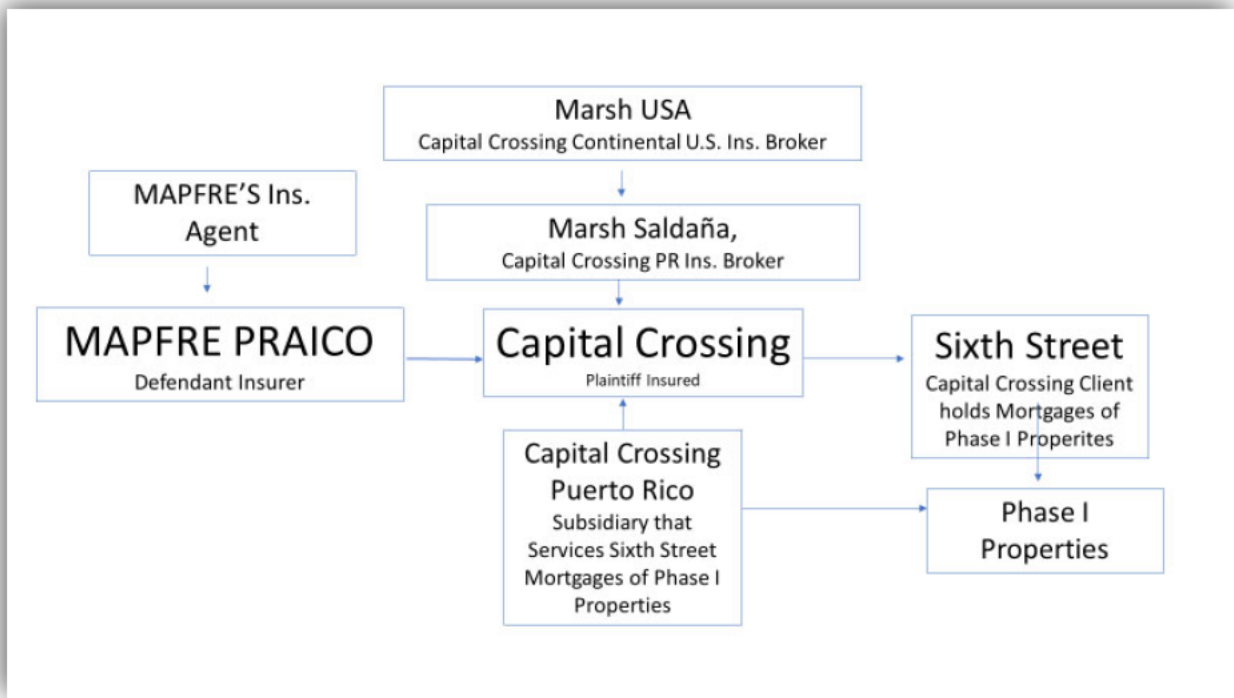 Marsh USA
Capital Crossing Continental U.S. Ins. Broker
MAPFRE'S Ins.
Agent
Marsh Saldaña,
Capital Crossing PR Ins. Broker
MAPFRE PRAICO
Defendant Insurer
Capital Crossing
Plaintiff Insured
Sixth Street
Capital Crossing Client
holds Mortgages of
Phase I Properites
Capital Crossing
Puerto Rico
Subsidiary that
Services Sixth Street
Mortgages of Phase I
Properties
Phase I
Properties